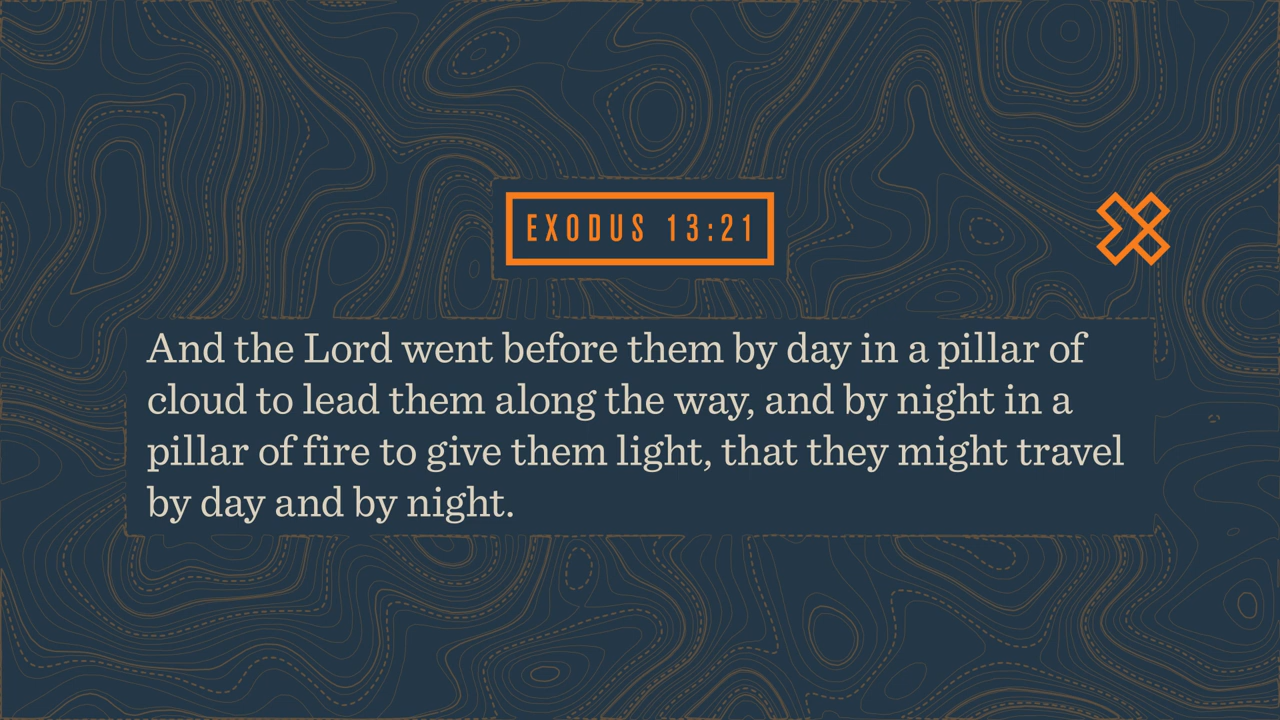 EXODUS 13:21
And the Lord went before them by day in a pillar of
cloud to lead them along the way, and by night in a
pillar of fire to give them light, that they might travel
by day and by night.